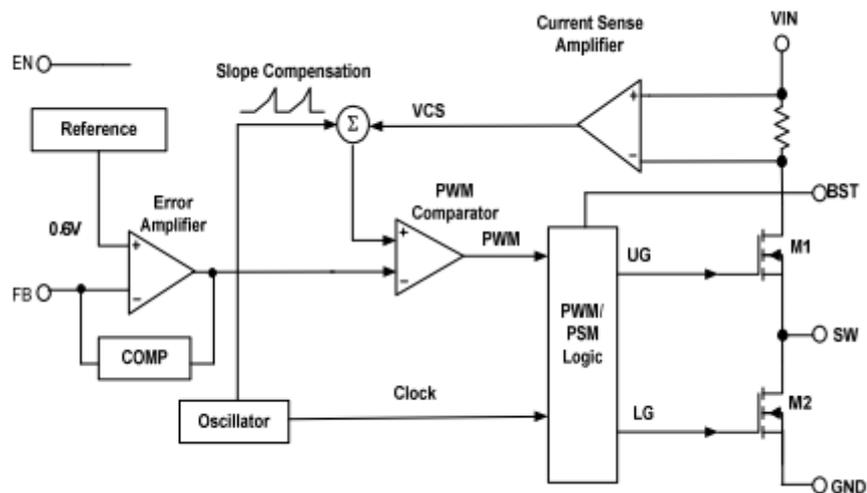 Current Sense
Amplifier
VIN
EN
Slope Compensation
VCS
Reference
Σ
+
−
BST
Error
Amplifier
PWM
Comparator
0.6V
+
−
+
−
PWM
UG
M1
FB
COMP
PWM/
PSM
Logic
SW
Clock
Oscillator
LG
M2
GND